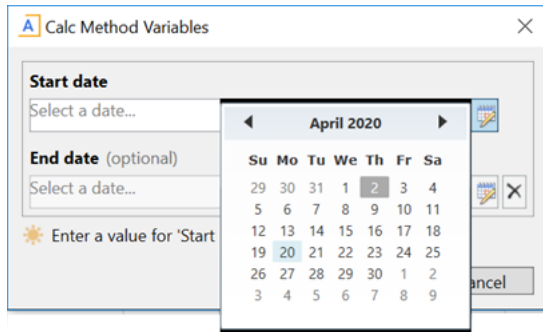 A Calc Method Variables
Start date
Select a date...
April 2020
End date (optional)
Select a date...
Su Mo Tu We Th Fr Sa
29 30 31 1 2 3 4
5 6 7 8 9 10 11
12 13 14 15 16 17 18
19 20 21 22 23 24 25
26 27 28 29 30 1 2
3 4 5 6 7 8 9
Enter a value for 'Start
ancel